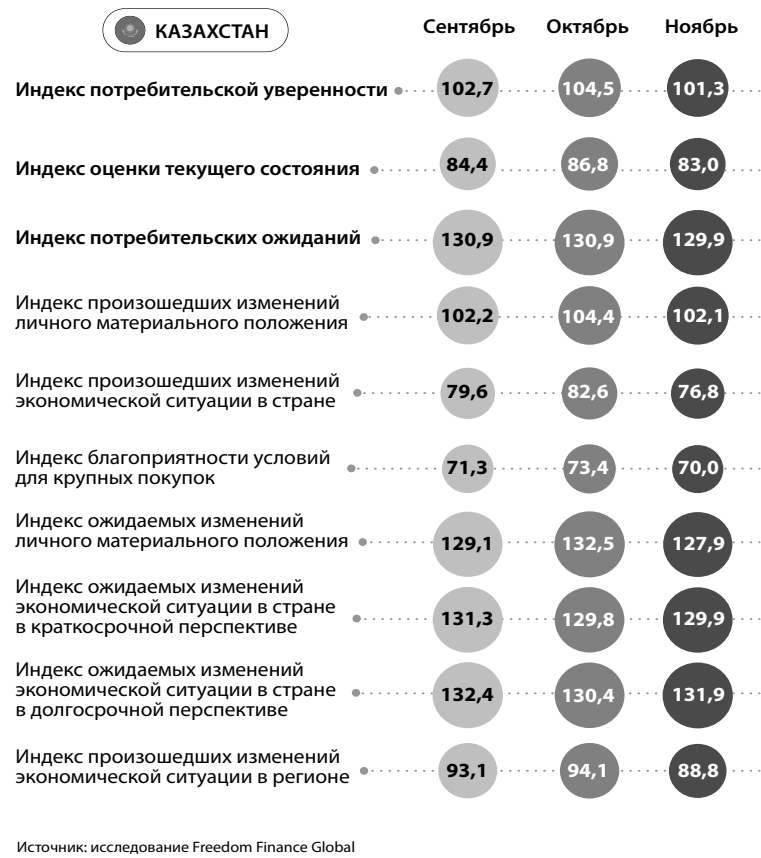 КАЗАХСТАН
Сентябрь Октябрь Ноябрь
Индекс потребительской уверенности 102,7 104,5 101,3
Индекс оценки текущего состояния 84,4 86,8 83,0
Индекс потребительских ожиданий 130,9 130,9 129,9
Индекс произошедших изменений
личного материального положения 102,2 104,4 102,1
Индекс произошедших изменений
экономической ситуации в стране 79,6 82,6 76,8
Индекс благоприятности условий
для крупных покупок 71,3 73,4 70,0
Индекс ожидаемых изменений
личного материального положения 129,1 132,5 127,9
Индекс ожидаемых изменений
экономической ситуации в стране
в краткосрочной перспективе 131,3 129,8 129,9
Индекс ожидаемых изменений
экономической ситуации в стране
в долгосрочной перспективе 132,4 130,4 131,9
Индекс произошедших изменений
экономической ситуации в регионе 93,1 94,1 88,8
Источник: исследование Freedom Finance Global